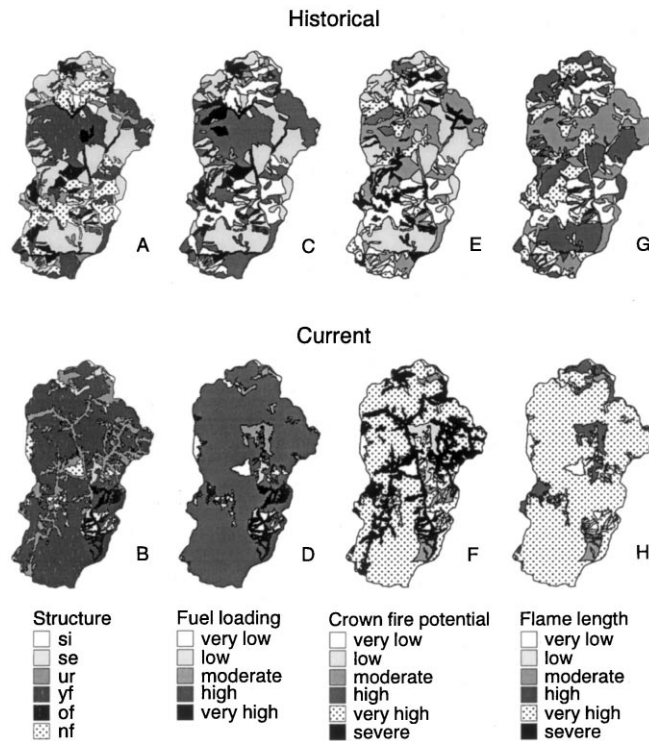 Historical
A C E G
Current
B D F H
Structure
si
se
ur
yf
of
nf
Fuel loading
very low
low
moderate
high
very high
Crown fire potential
very low
low
moderate
high
very high
severe
Flame length
very low
low
moderate
high
very high
severe